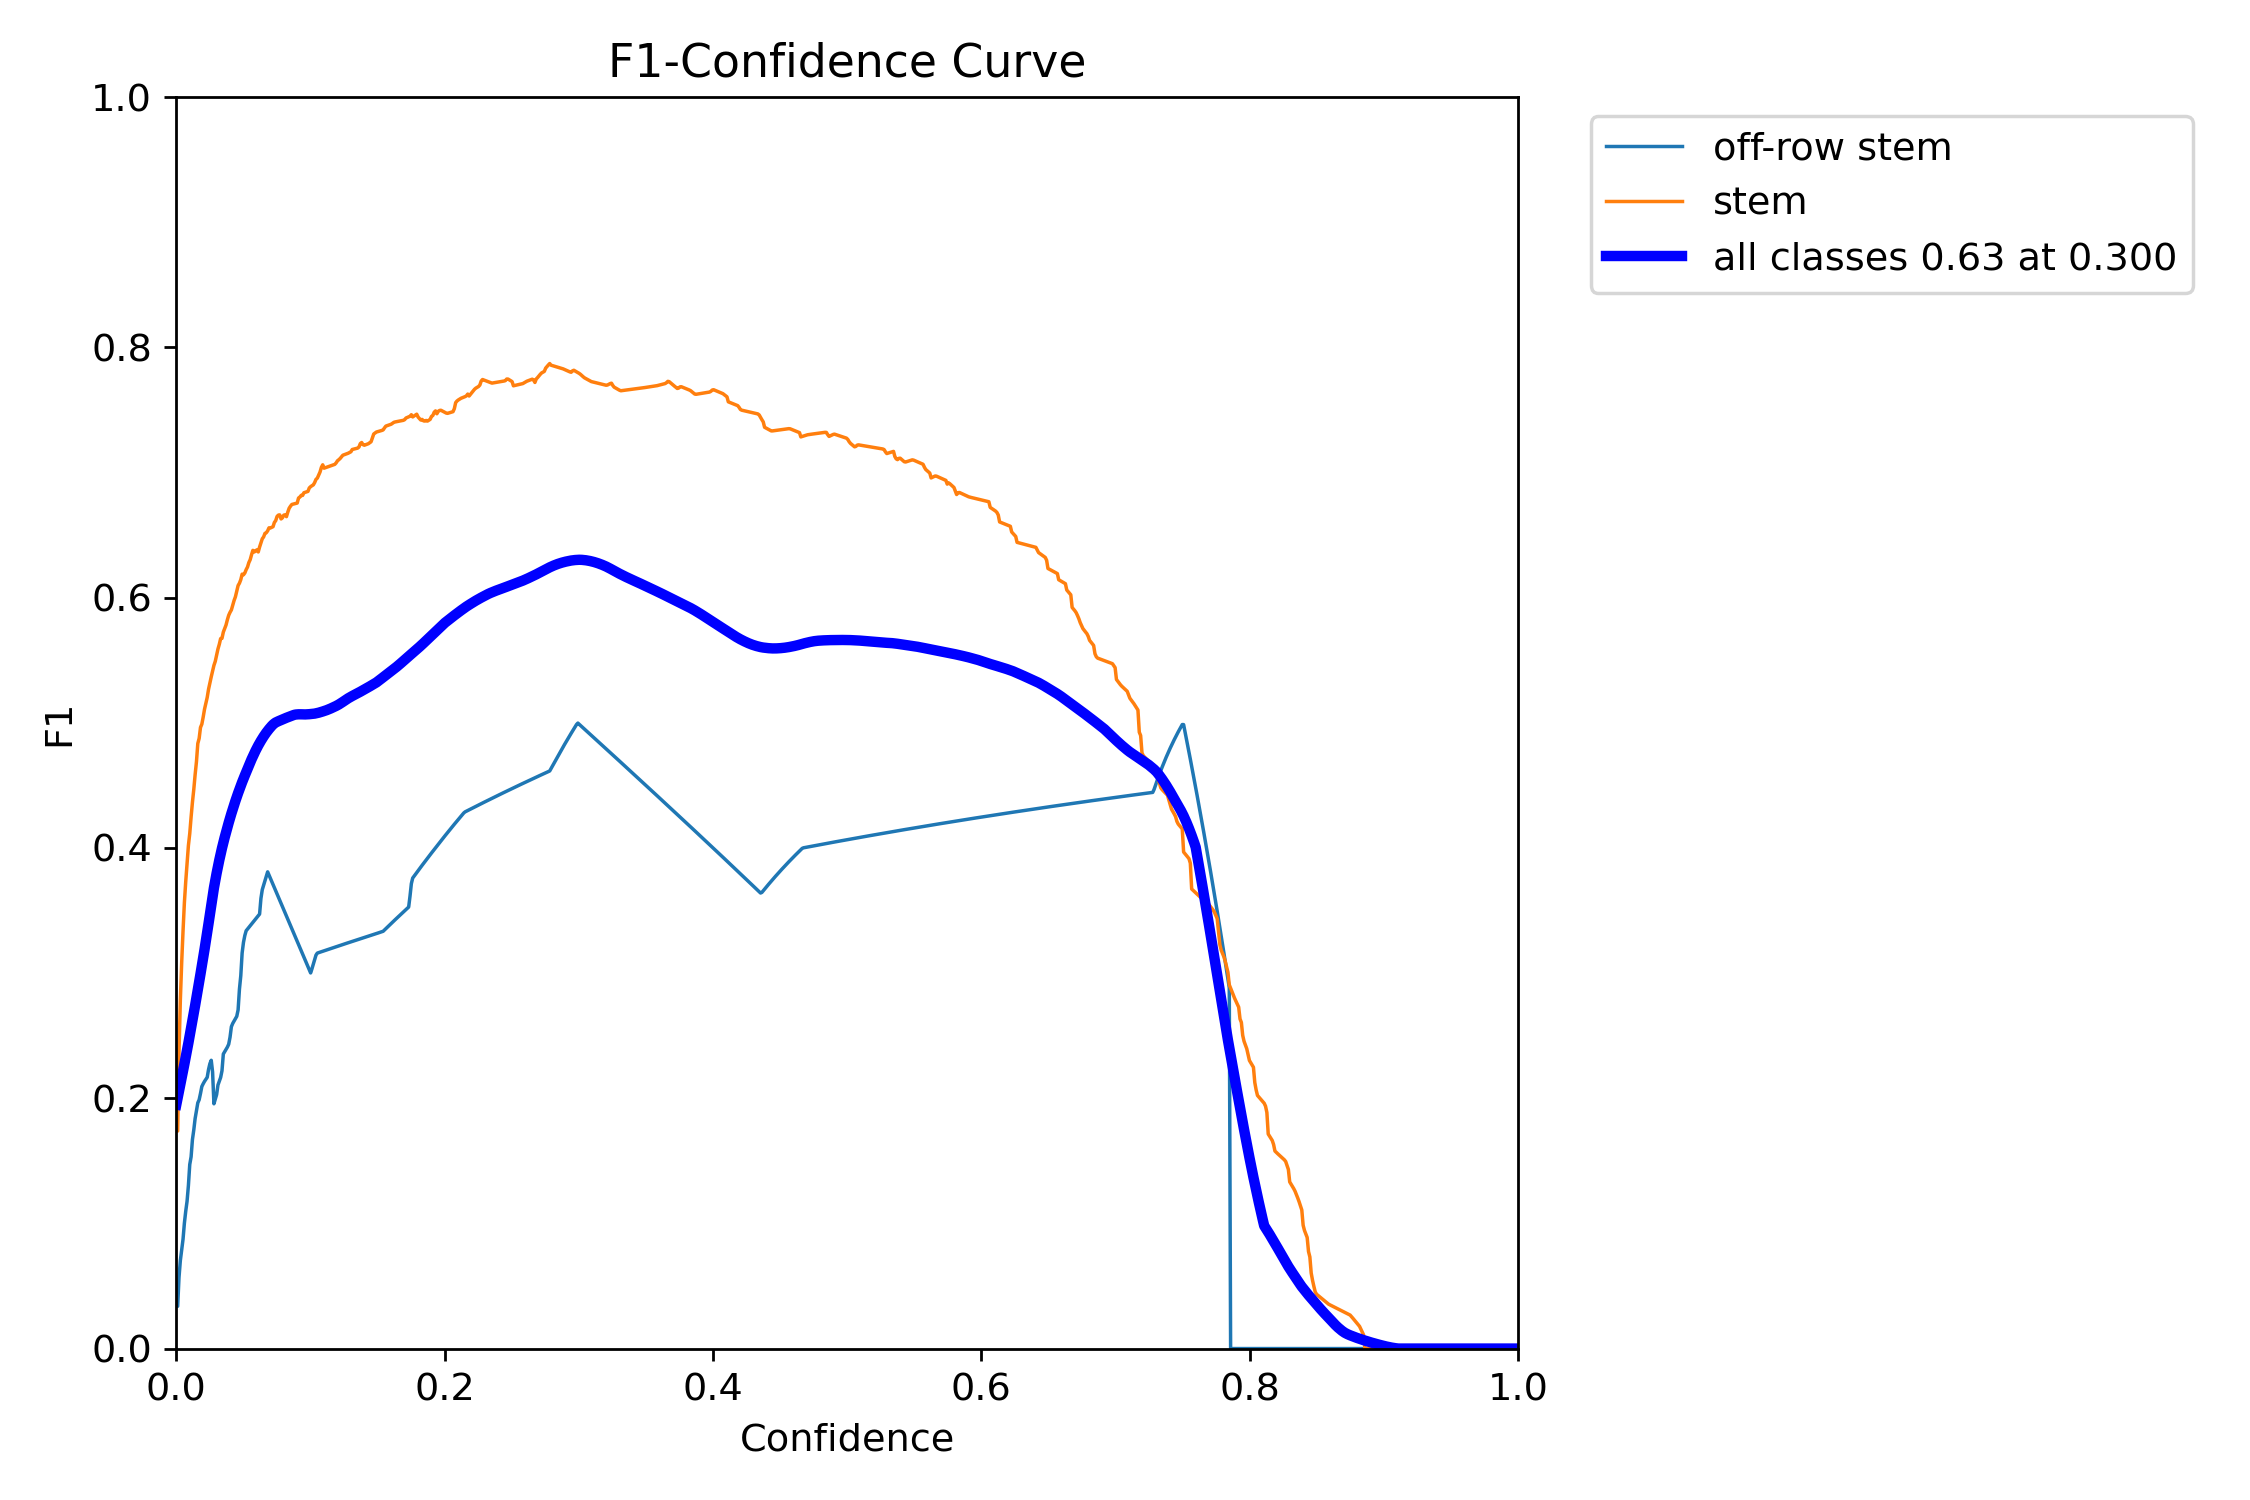 F1-Confidence Curve
1.0
0.8
0.6
0.4
0.2
0.0
F1
0.0 0.2 0.4 0.6 0.8 1.0
Confidence
off-row stem
stem
all classes 0.63 at 0.300